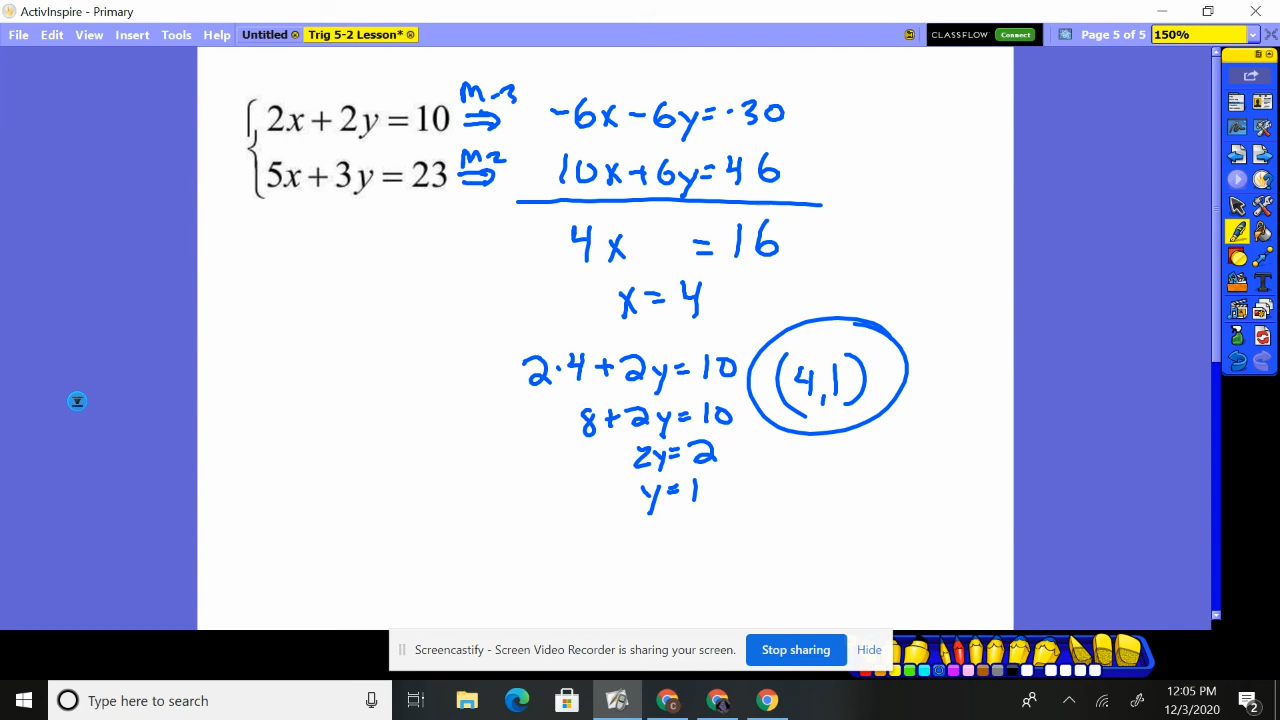 ActivInspire - Primary
File Edit View Insert Tools Help Untitled Trig 5-2 Lesson* CLASSFLOW Connect Page 5 of 5 150%
2x + 2y = 10 M -3 ⇒ -6x - 6y = -30
5x + 3y = 23 M 2 ⇒ 10x + 6y = 46
4x = 16
x = 4
2·4 + 2y = 10 (4,1)
8 + 2y = 10
2y = 2
y = 1
Screencastify - Screen Video Recorder is sharing your screen. Stop sharing Hide
Type here to search
12:05 PM
12/3/2020
2